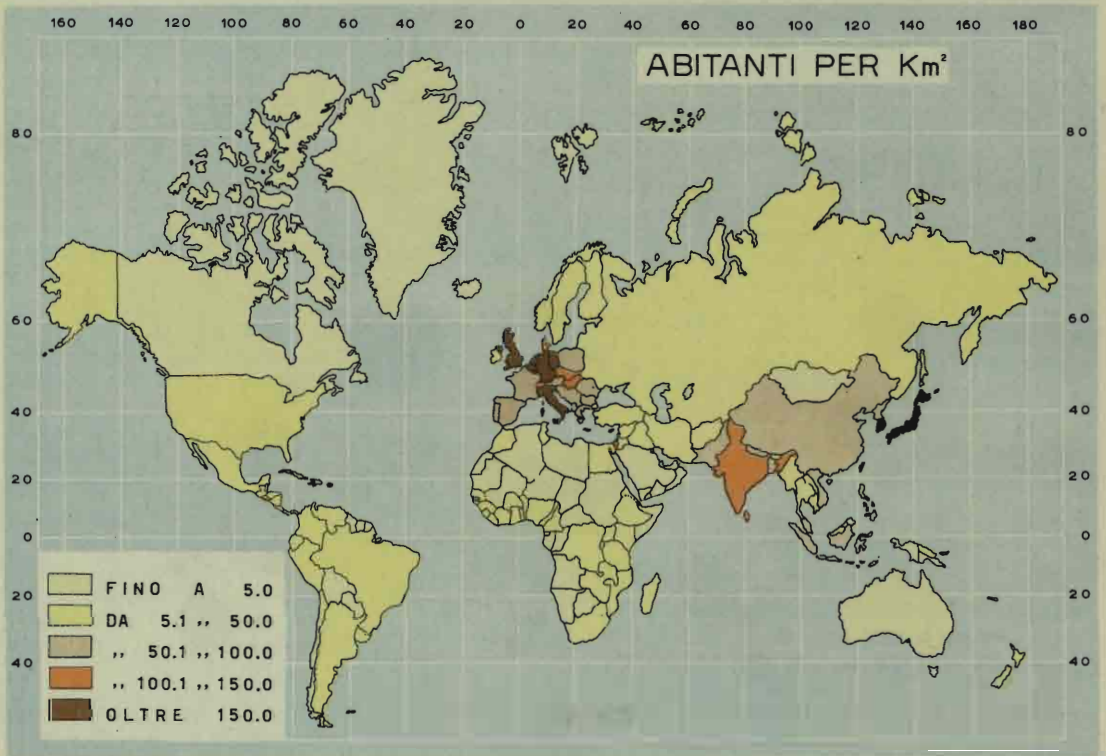 160 140 120 100 80 60 40 20 0 20 40 60 80 100 120 140 160 180
ABITANTI PER Km²
80 80
60 60
40 40
20 20
0 0
20 20
40 40
FINO A 5.0
DA 5.1 ,, 50.0
,, 50.1 ,, 100.0
,, 100.1 ,, 150.0
OLTRE 150.0